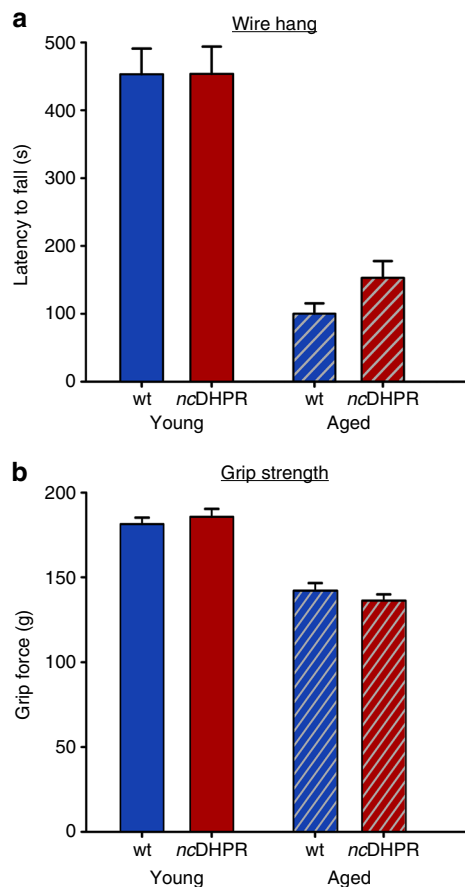 a
Wire hang
Latency to fall (s)
500
400
300
200
100
0
wt
ncDHPR
wt
ncDHPR
Young
Aged
b
Grip strength
Grip force (g)
200
150
100
50
0
wt
ncDHPR
wt
ncDHPR
Young
Aged